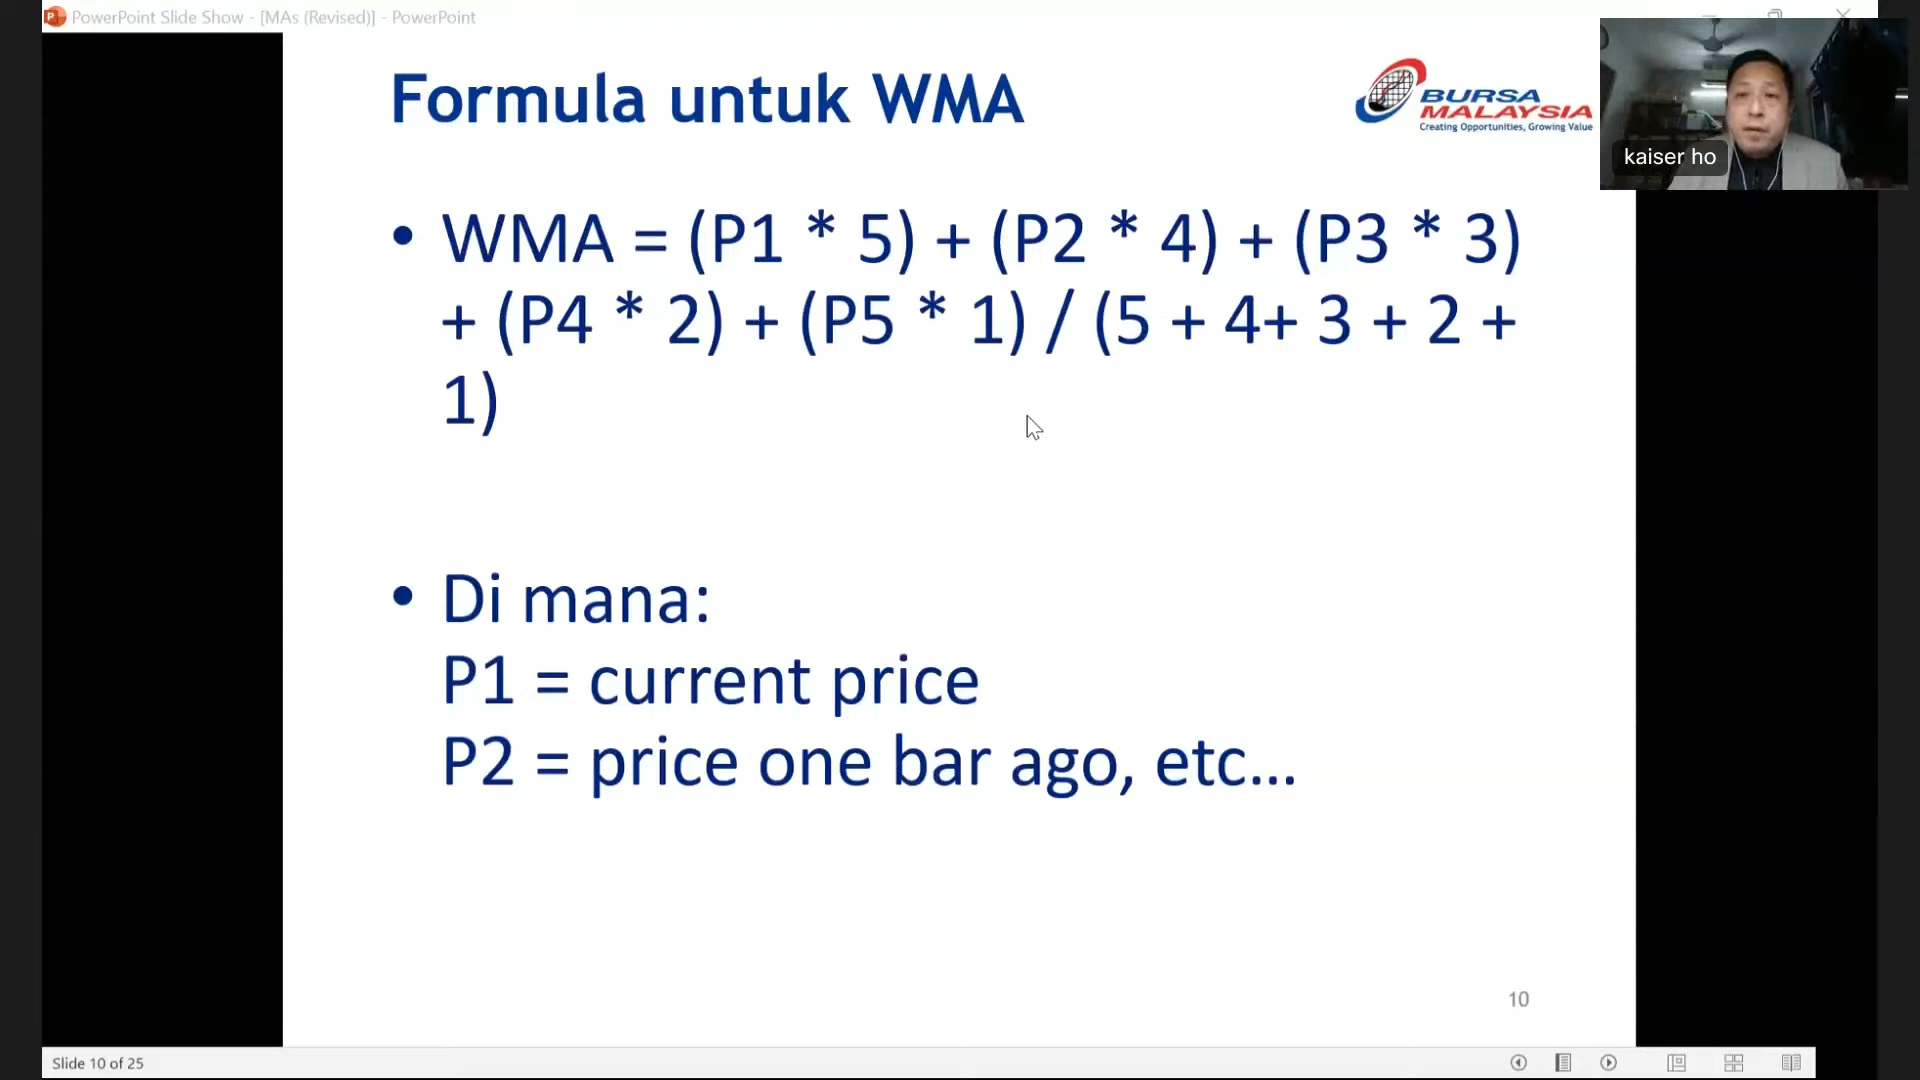 PowerPoint Slide Show - [MAs (Revised)] - PowerPoint
Formula untuk WMA
BURSA
MALAYSIA
Creating Opportunities, Growing Value
kaiser ho
• WMA = (P1 * 5) + (P2 * 4) + (P3 * 3)
+ (P4 * 2) + (P5 * 1) / (5 + 4+ 3 + 2 +
1)
• Di mana:
P1 = current price
P2 = price one bar ago, etc...
10
Slide 10 of 25